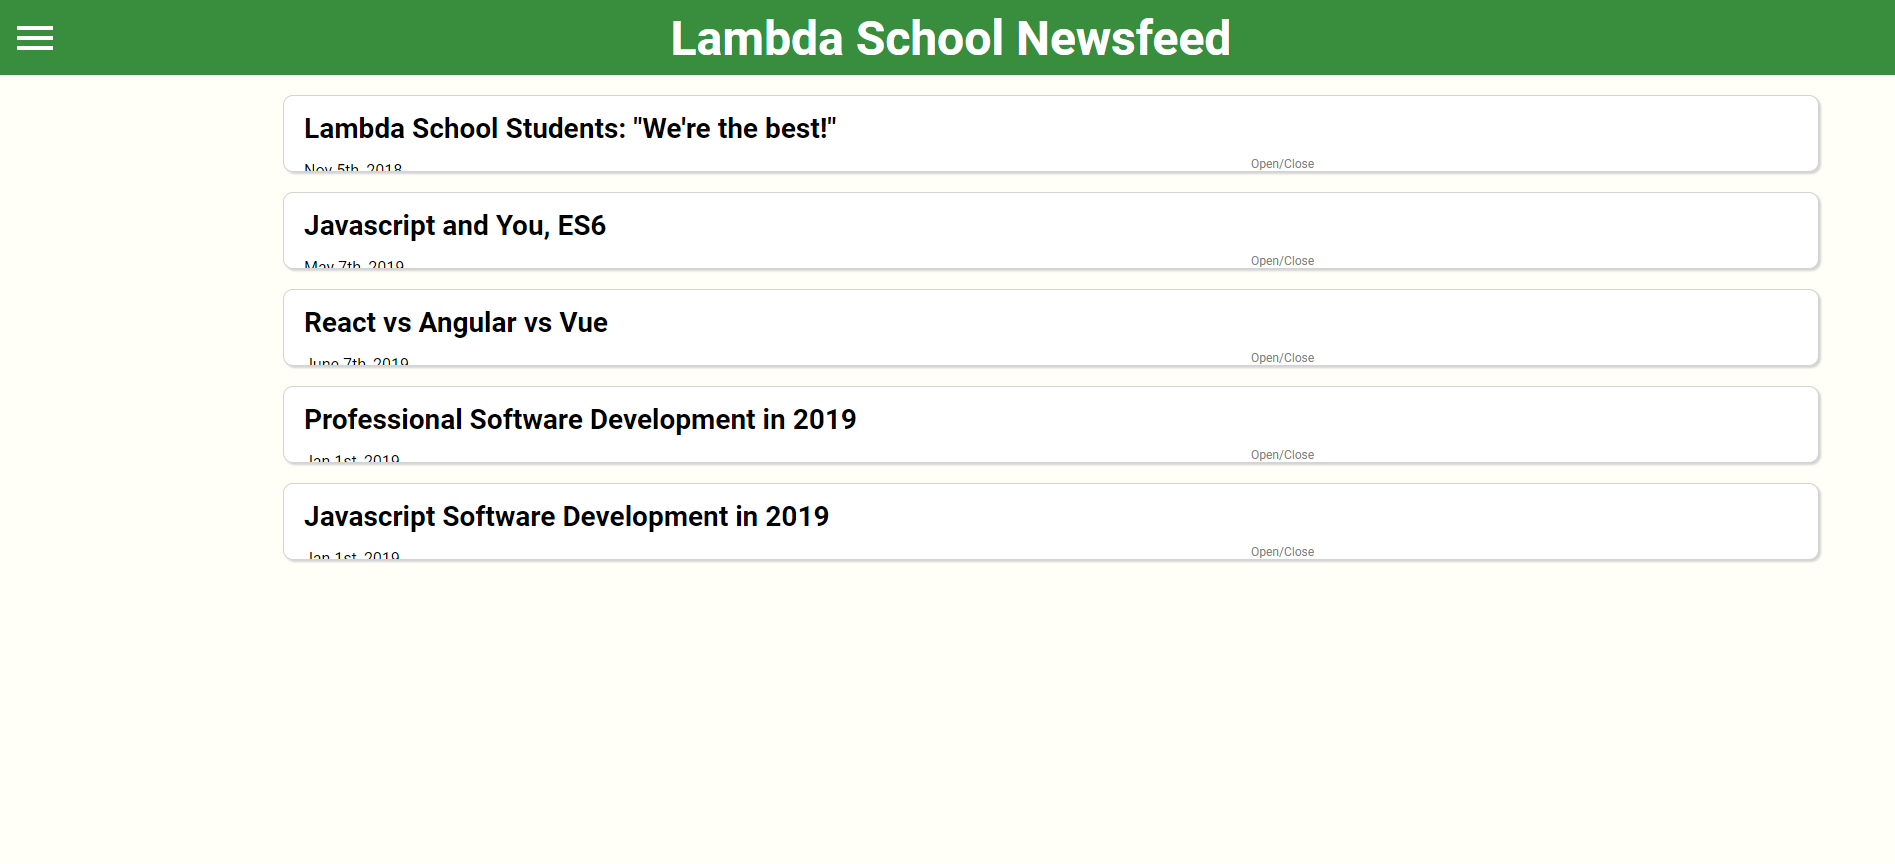 Lambda School Newsfeed
Lambda School Students: "We're the best!"
Nov 5th, 2018
Open/Close
Javascript and You, ES6
May 7th, 2019
Open/Close
React vs Angular vs Vue
June 7th, 2019
Open/Close
Professional Software Development in 2019
Jan 1st, 2019
Open/Close
Javascript Software Development in 2019
Jan 1st, 2019
Open/Close